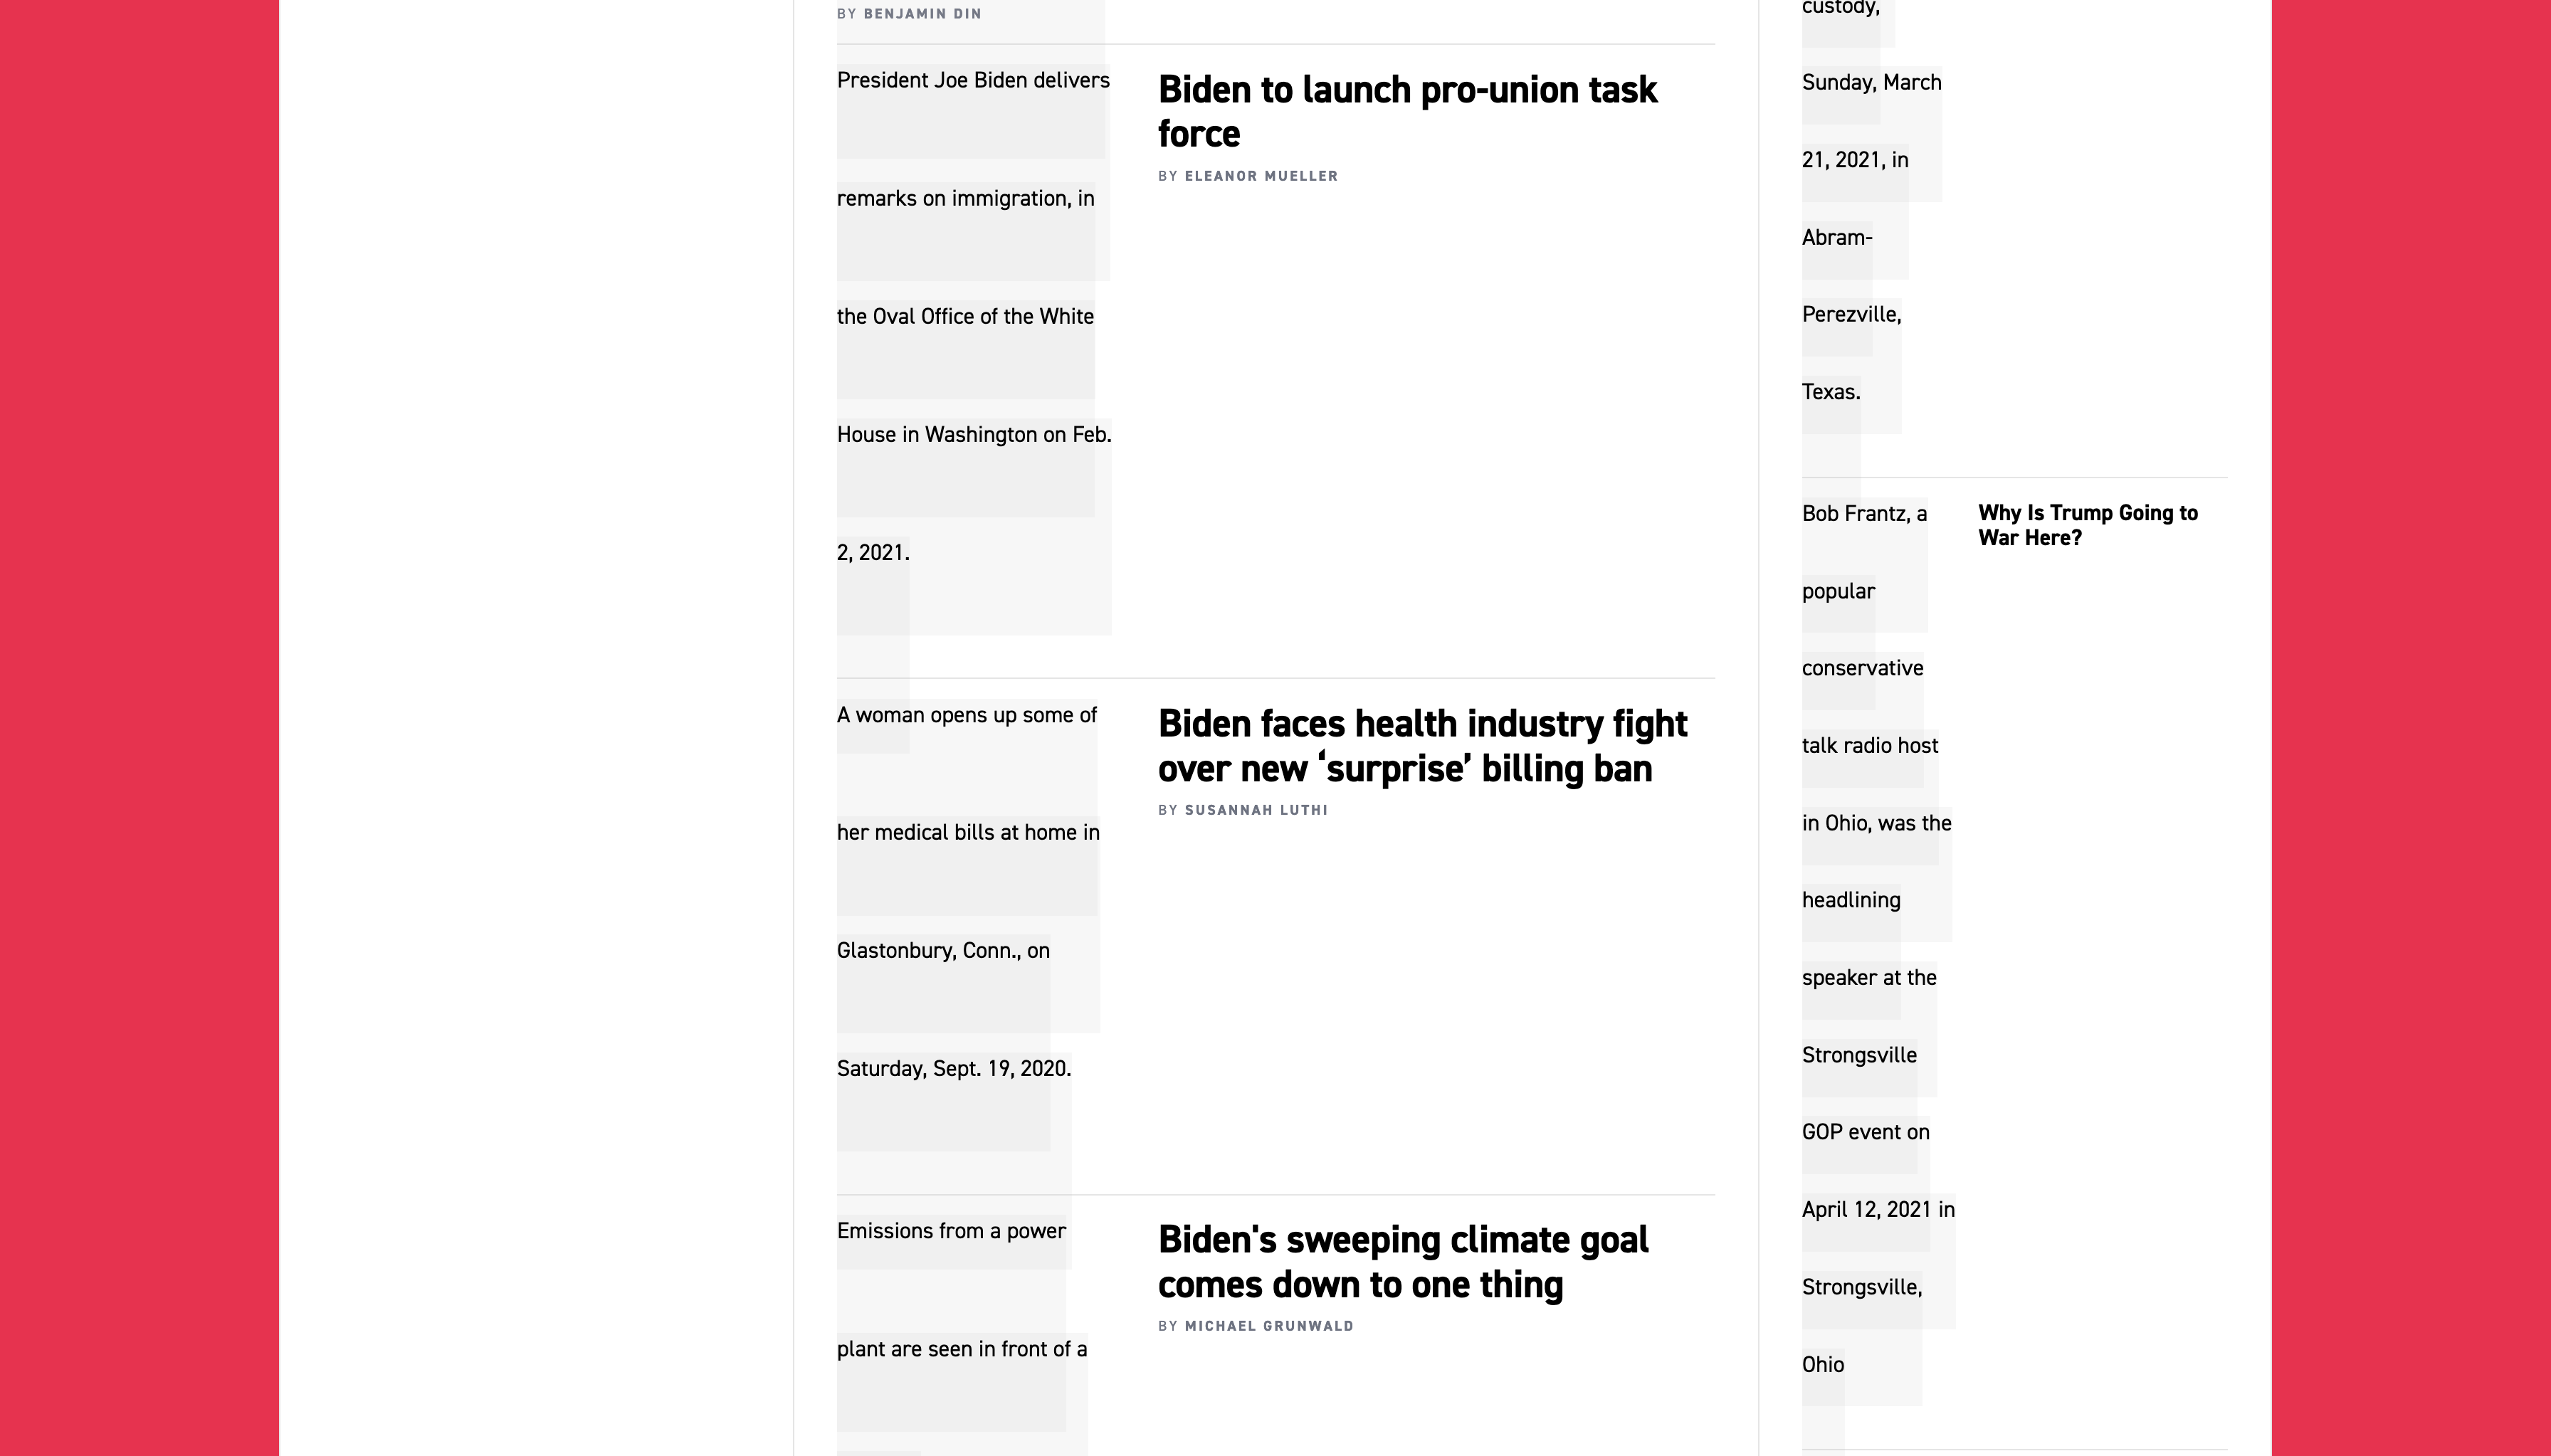 BY BENJAMIN DIN
President Joe Biden delivers
remarks on immigration, in
the Oval Office of the White
House in Washington on Feb.
2, 2021.
Biden to launch pro-union task
force
BY ELEANOR MUELLER
A woman opens up some of
her medical bills at home in
Glastonbury, Conn., on
Saturday, Sept. 19, 2020.
Biden faces health industry fight
over new ‘surprise’ billing ban
BY SUSANNAH LUTHI
Emissions from a power
plant are seen in front of a
Biden's sweeping climate goal
comes down to one thing
BY MICHAEL GRUNWALD
custody,
Sunday, March
21, 2021, in
Abram-
Perezville,
Texas.
Bob Frantz, a
popular
conservative
talk radio host
in Ohio, was the
headlining
speaker at the
Strongsville
GOP event on
April 12, 2021 in
Strongsville,
Ohio
Why Is Trump Going to
War Here?